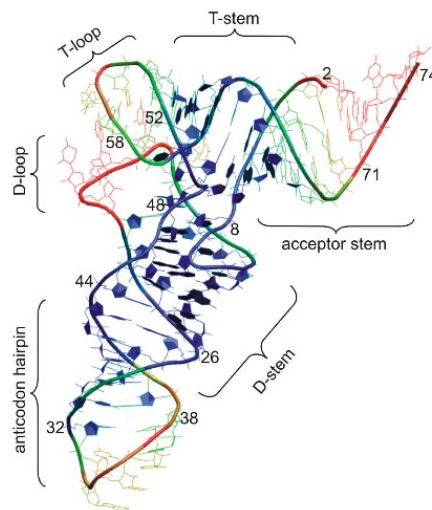 T-stem
T-loop
2
74
52
58
71
D-loop
48
8
acceptor stem
44
26
D-stem
anticodon hairpin
38
32